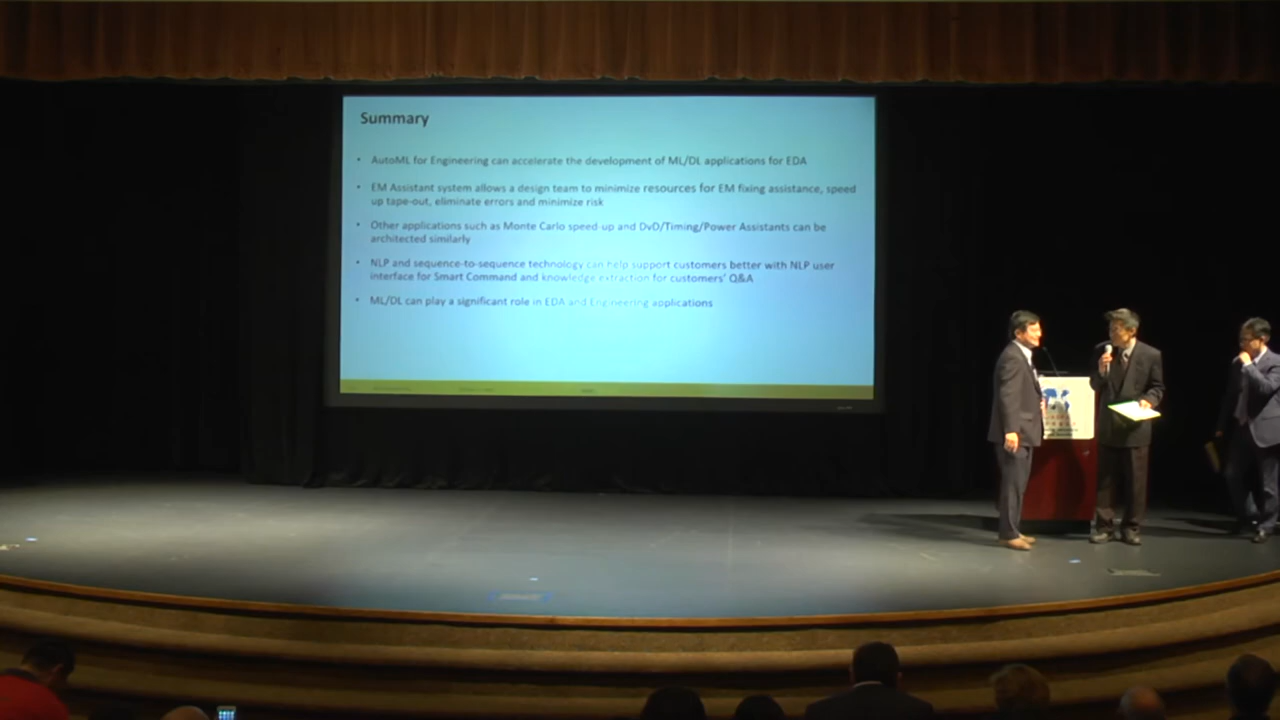 Summary
• AutoML for Engineering can accelerate the development of ML/DL applications for EDA
• EM Assistant system allows a design team to minimize resources for EM fixing assistance, speed
up tape-out, eliminate errors and minimize risk
• Other applications such as Monte Carlo speed-up and DvD/Timing/Power Assistants can be
architected similarly
• NLP and sequence-to-sequence technology can help support customers better with NLP user
interface for Smart Command and knowledge extraction for customers' Q&A
• ML/DL can play a significant role in EDA and Engineering applications